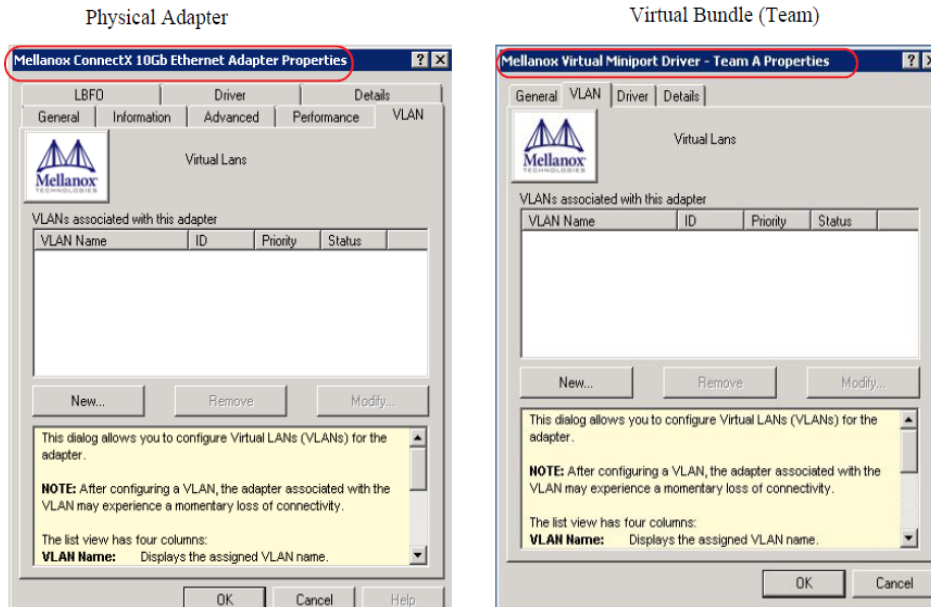 Physical Adapter
Mellanox ConnectX 10Gb Ethernet Adapter Properties
LBFO Driver Details
General Information Advanced Performance VLAN
Mellanox
TECHNOLOGIES
Virtual Lans
VLANs associated with this adapter
VLAN Name ID Priority Status
New... Remove Modify...
This dialog allows you to configure Virtual LANs (VLANs) for the
adapter.
NOTE: After configuring a VLAN, the adapter associated with the
VLAN may experience a momentary loss of connectivity.
The list view has four columns:
VLAN Name: Displays the assigned VLAN name.
OK Cancel Help
Virtual Bundle (Team)
Mellanox Virtual Miniport Driver - Team A Properties
General VLAN Driver Details
Mellanox
TECHNOLOGIES
Virtual Lans
VLANs associated with this adapter
VLAN Name ID Priority Status
New... Remove Modify...
This dialog allows you to configure Virtual LANs (VLANs) for the
adapter.
NOTE: After configuring a VLAN, the adapter associated with the
VLAN may experience a momentary loss of connectivity.
The list view has four columns:
VLAN Name: Displays the assigned VLAN name.
OK Cancel